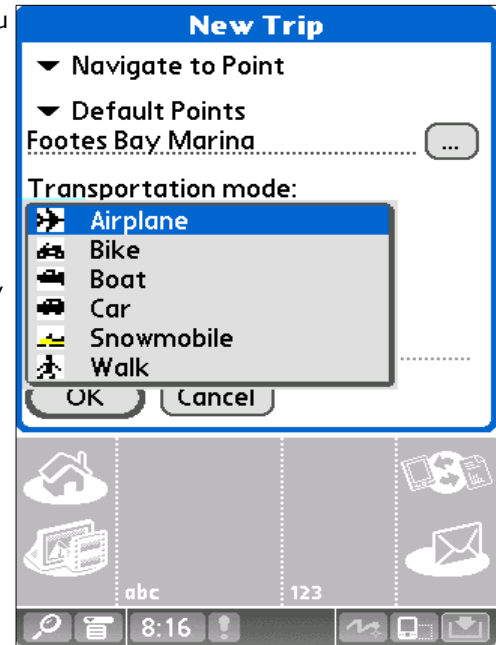 u
New Trip
Navigate to Point
Default Points
Footes Bay Marina ...
Transportation mode:
Airplane
Bike
Boat
Car
Snowmobile
y
Walk
OK Cancel
abc 123
8:16